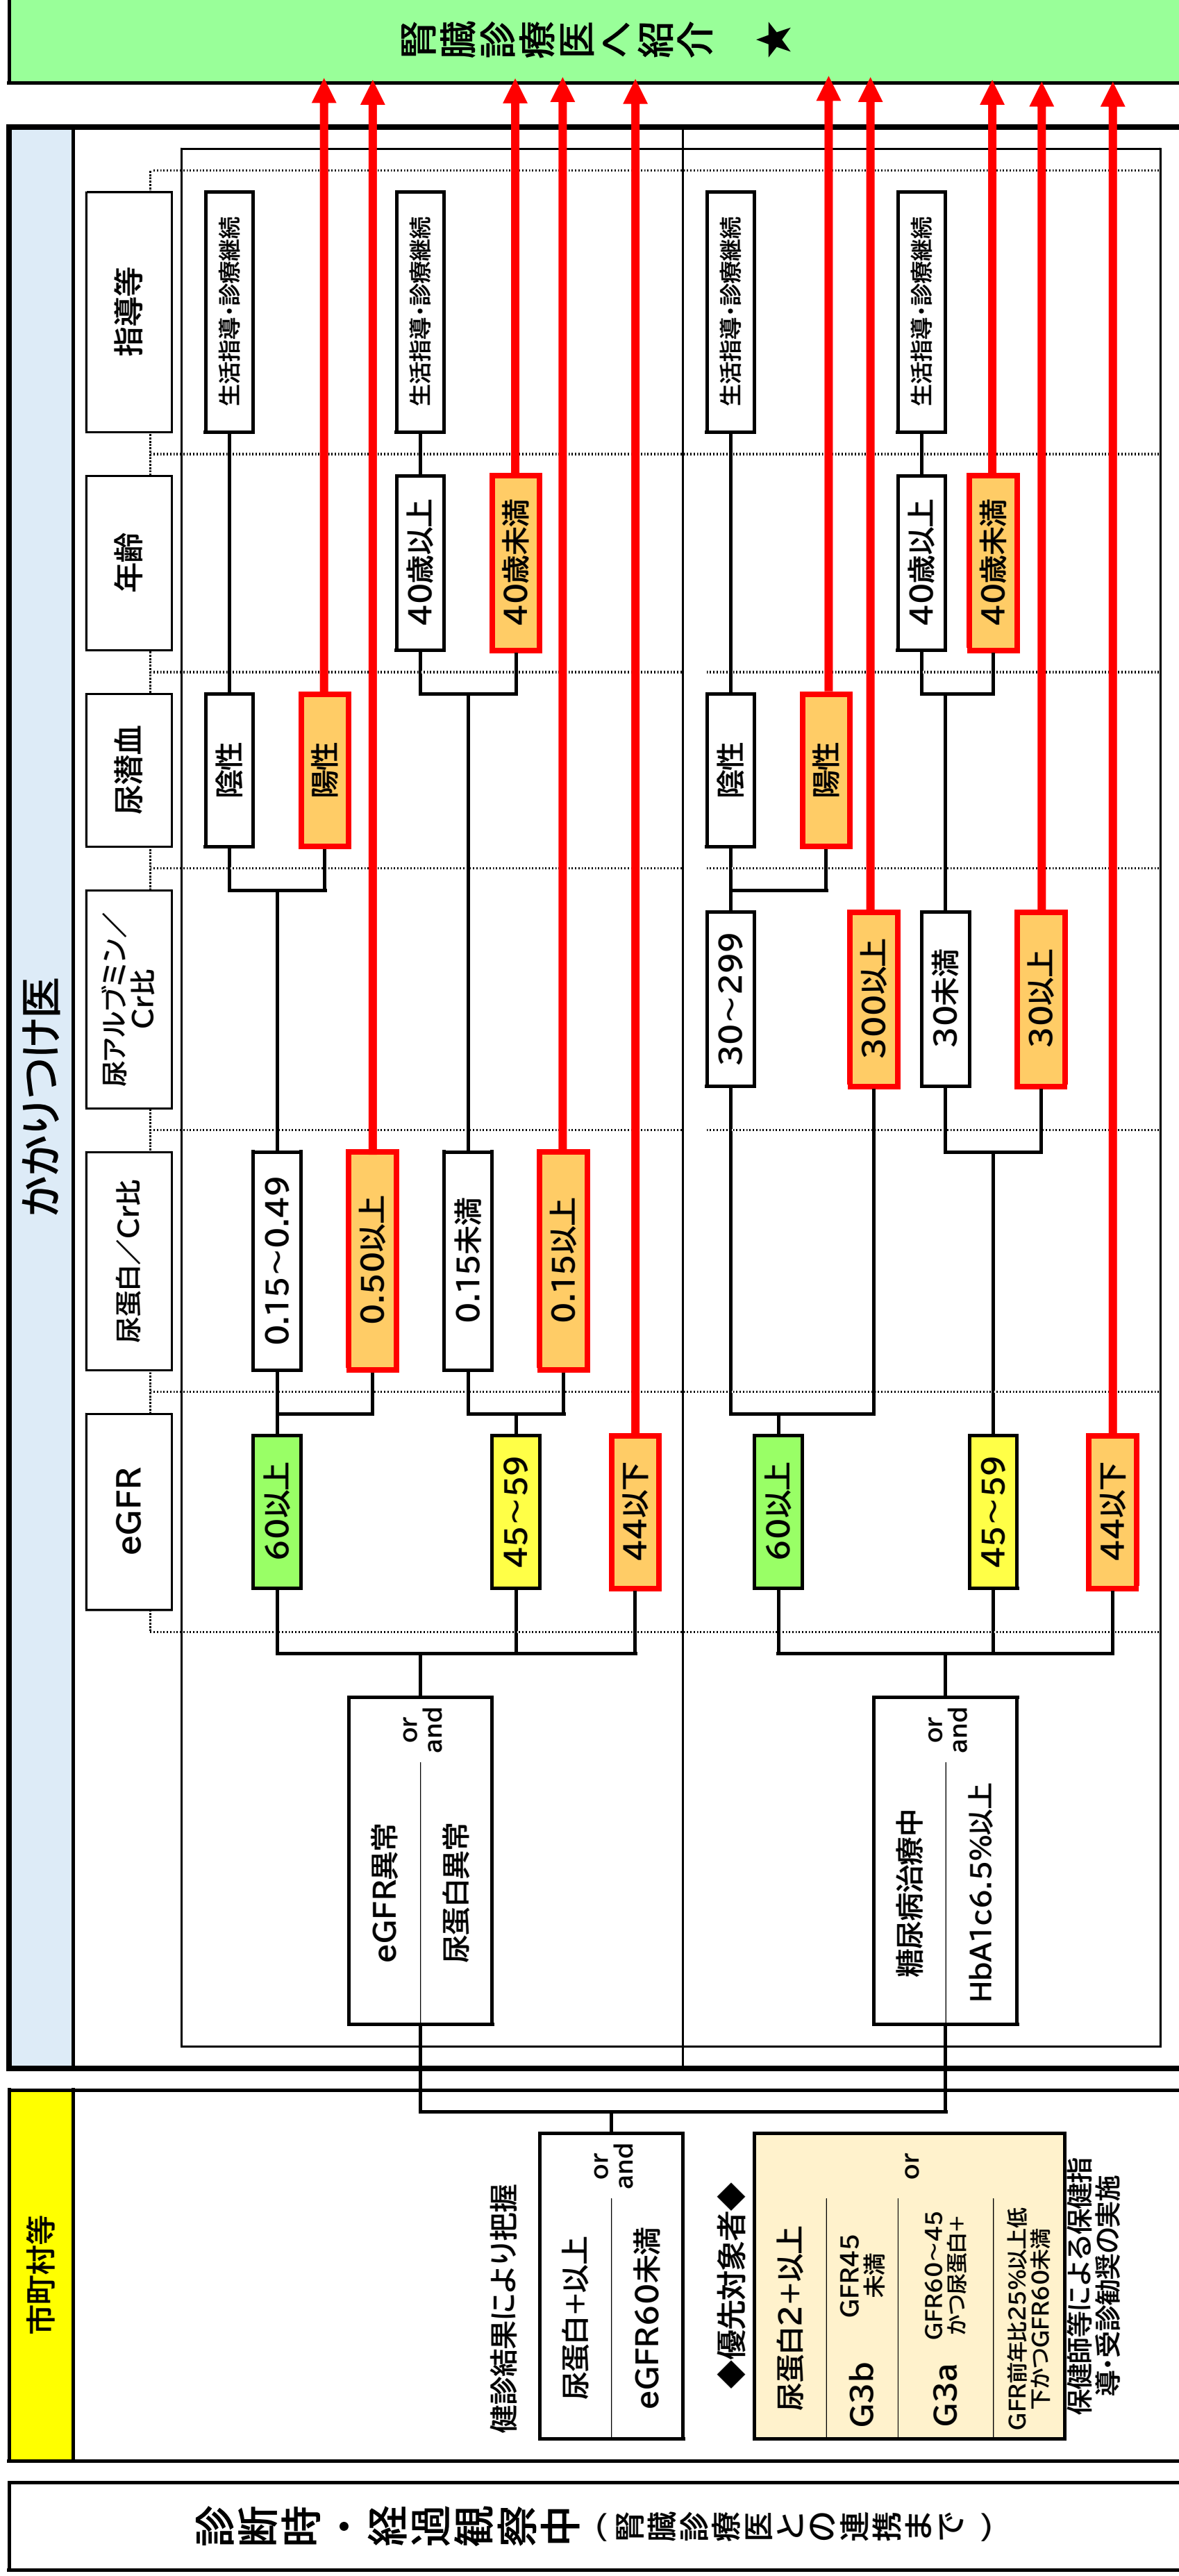 診断時・経過観察中（腎臓診療医との連携まで）
市町村等
健診結果により把握
尿蛋白+以上
eGFR60未満
or
and
◆優先対象者◆
尿蛋白2+以上
G3b
GFR45
未満
G3a
GFR60～45
かつ尿蛋白+
GFR前年比25%以上低
下かつGFR60未満
or
保健師等による保健指
導・受診勧奨の実施
かかりつけ医
eGFR
尿蛋白／Cr比
尿アルブミン／
Cr比
尿潜血
年齢
指導等
eGFR異常
尿蛋白異常
or
and
60以上
0.15～0.49
陰性
生活指導・診療継続
陽性
0.50以上
45～59
0.15未満
40歳以上
生活指導・診療継続
40歳未満
0.15以上
44以下
糖尿病治療中
HbA1c6.5%以上
or
and
60以上
30～299
陰性
生活指導・診療継続
陽性
300以上
45～59
30未満
40歳以上
生活指導・診療継続
40歳未満
30以上
44以下
腎臓診療医へ紹介　★